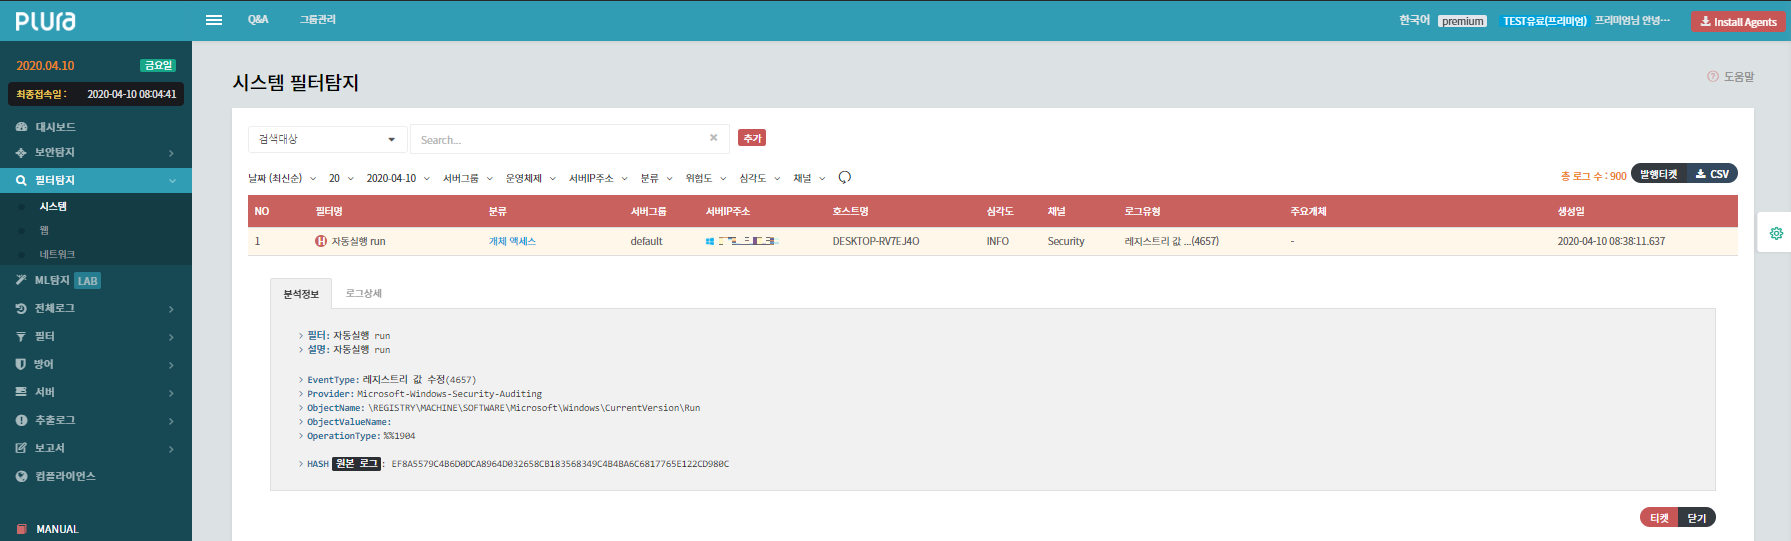 PLURA
Q&A 그룹관리 한국어 premium TEST유료(프리미엄) 프리미엄님 안녕··· Install Agents
2020.04.10 금요일
최종접속일 : 2020-04-10 08:04:41
대시보드
보안탐지
필터탐지
시스템
웹
네트워크
ML탐지 LAB
전체로그
필터
방어
서버
추출로그
보고서
컴플라이언스
MANUAL
시스템 필터탐지 도움말
검색대상 Search... 추가
날짜 (최신순) 20 2020-04-10 서버그룹 운영체제 서버IP주소 분류 위험도 심각도 채널 총 로그 수 : 900 발행티켓 CSV
NO 필터명 분류 서버그룹 서버IP주소 호스트명 심각도 채널 로그유형 주요개체 생성일
1 H 자동실행 run 개체 액세스 default DESKTOP-RV7EJ4O INFO Security 레지스트리 값 ...(4657) - 2020-04-10 08:38:11.637
분석정보 로그상세
> 필터: 자동실행 run
> 설명: 자동실행 run
> EventType: 레지스트리 값 수정(4657)
> Provider: Microsoft-Windows-Security-Auditing
> ObjectName: \REGISTRY\MACHINE\SOFTWARE\Microsoft\Windows\CurrentVersion\Run
> ObjectValueName:
> OperationType: %%1904
> HASH 원본 로그 : EF8A5579C4B6D0DCA8964D032658CB183568349C4B4BA6C6817765E122CD980C
티켓 닫기